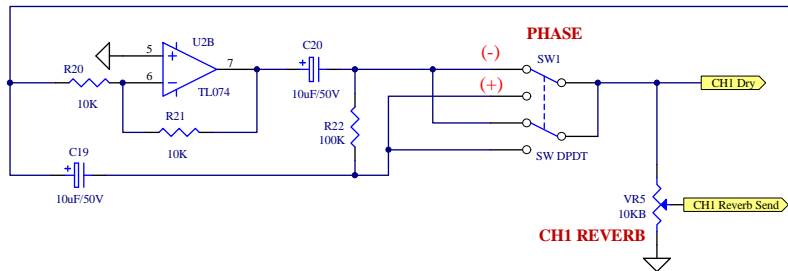 PHASE
U2B
C20
(-)
SW1
5
7
R20
6
TL074
10uF/50V
(+)
CH1 Dry
10K
R21
R22
100K
10K
C19
SW DPDT
10uF/50V
VR5
10KB
CH1 Reverb Send
CH1 REVERB